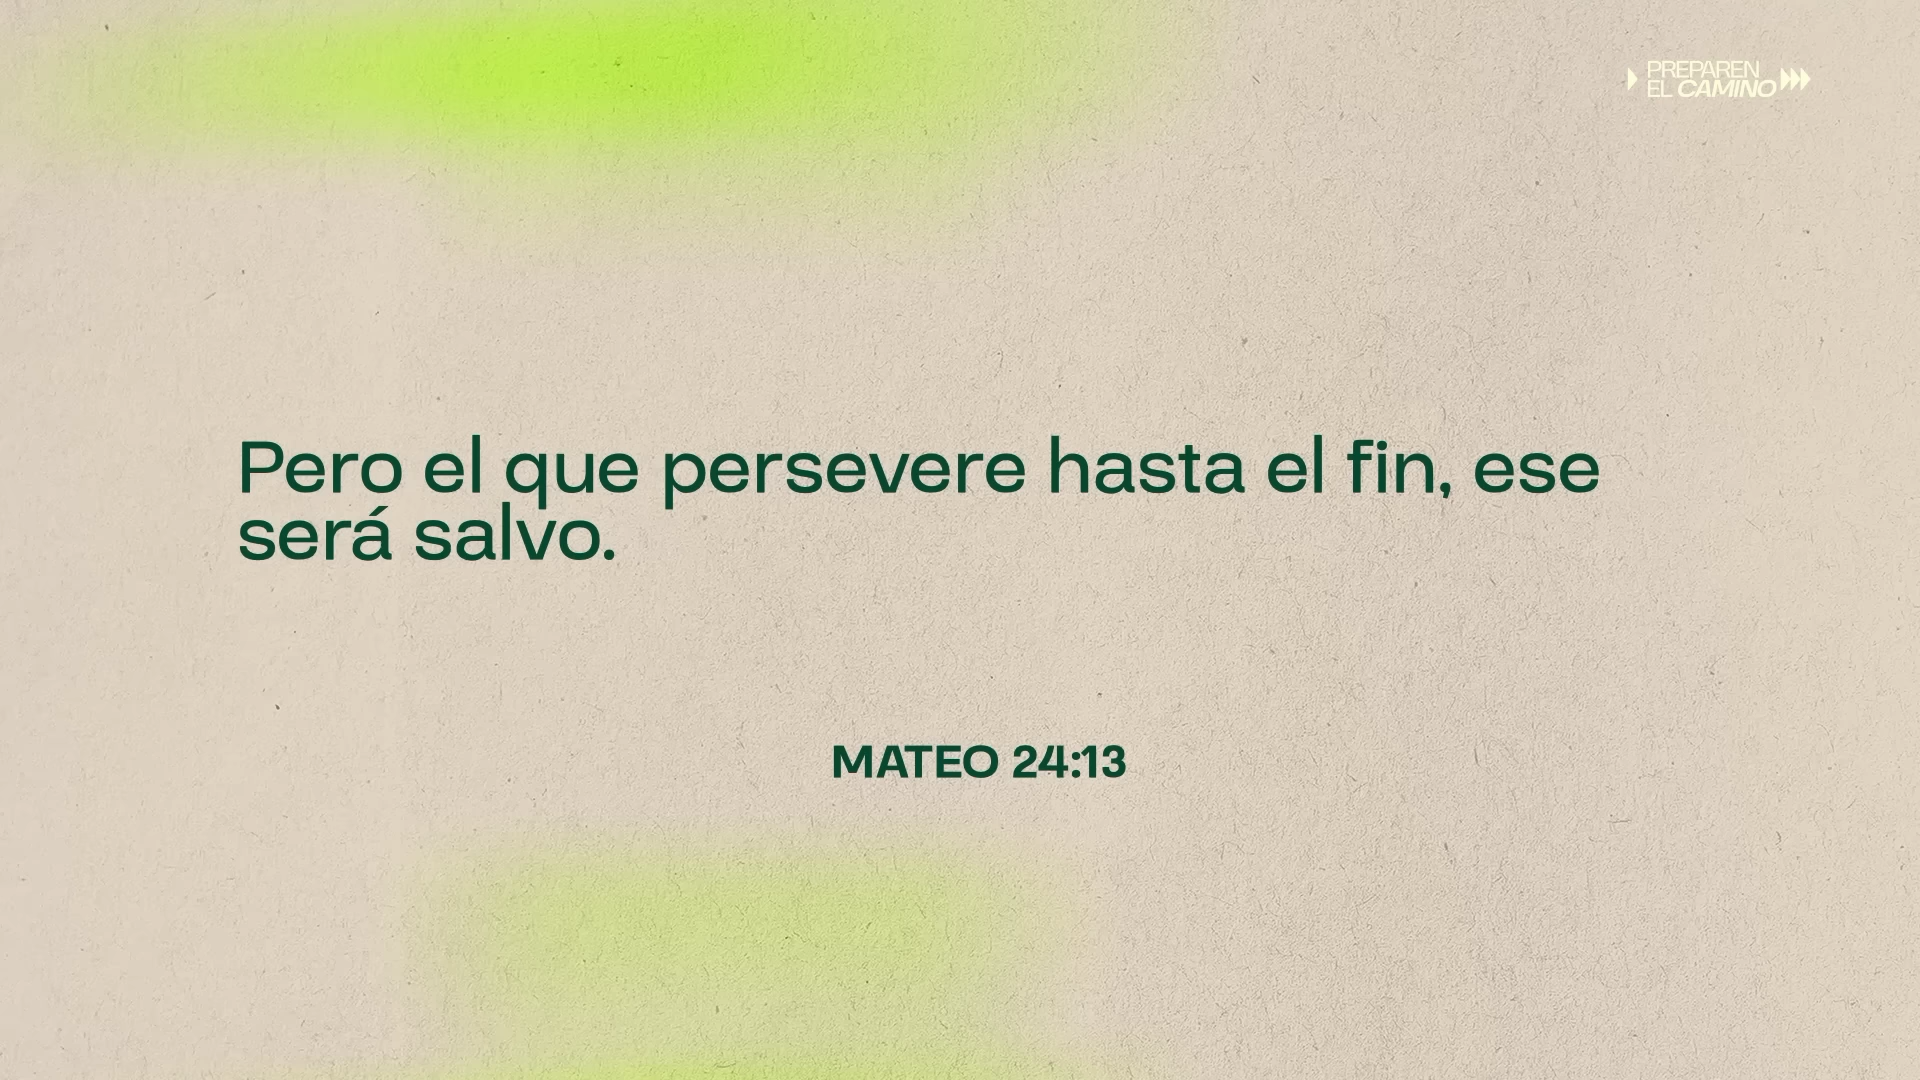 PREPAREN
EL CAMINO
Pero el que persevere hasta el fin, ese
será salvo.
MATEO 24:13